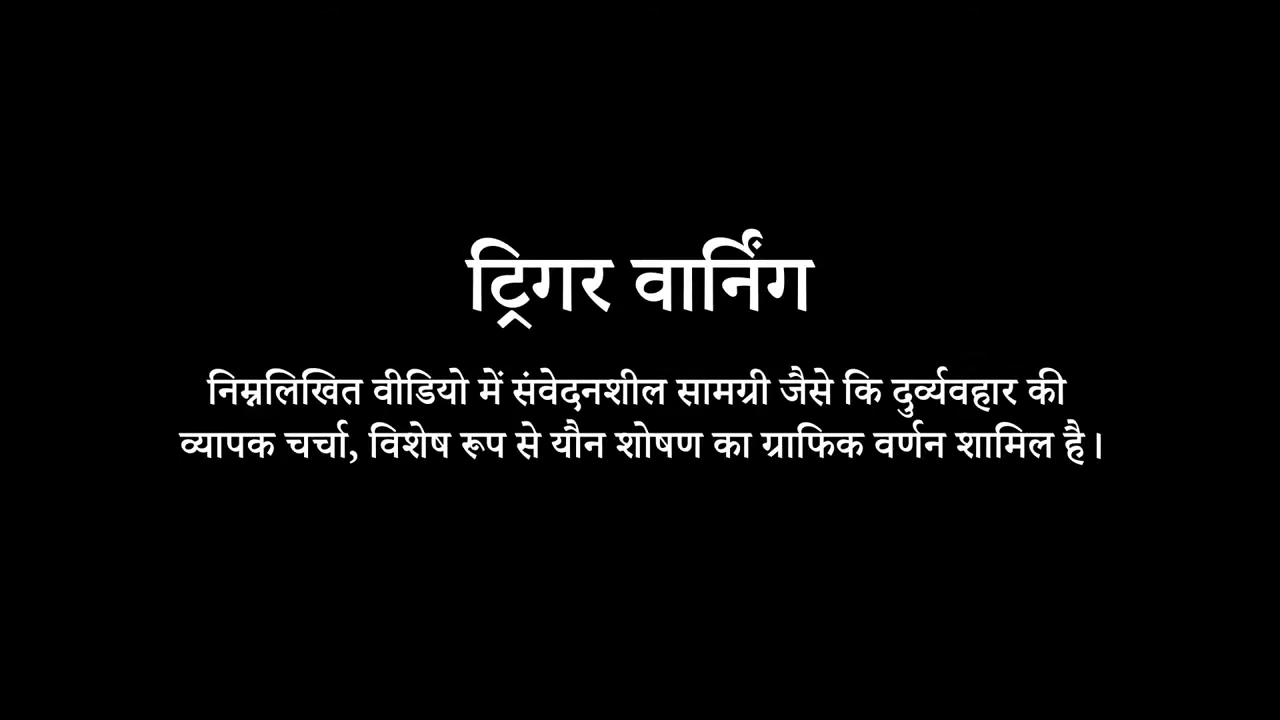 ट्रिगर वार्निंग
निम्नलिखित वीडियो में संवेदनशील सामग्री जैसे कि दुर्व्यवहार की
व्यापक चर्चा, विशेष रूप से यौन शोषण का ग्राफिक वर्णन शामिल है।